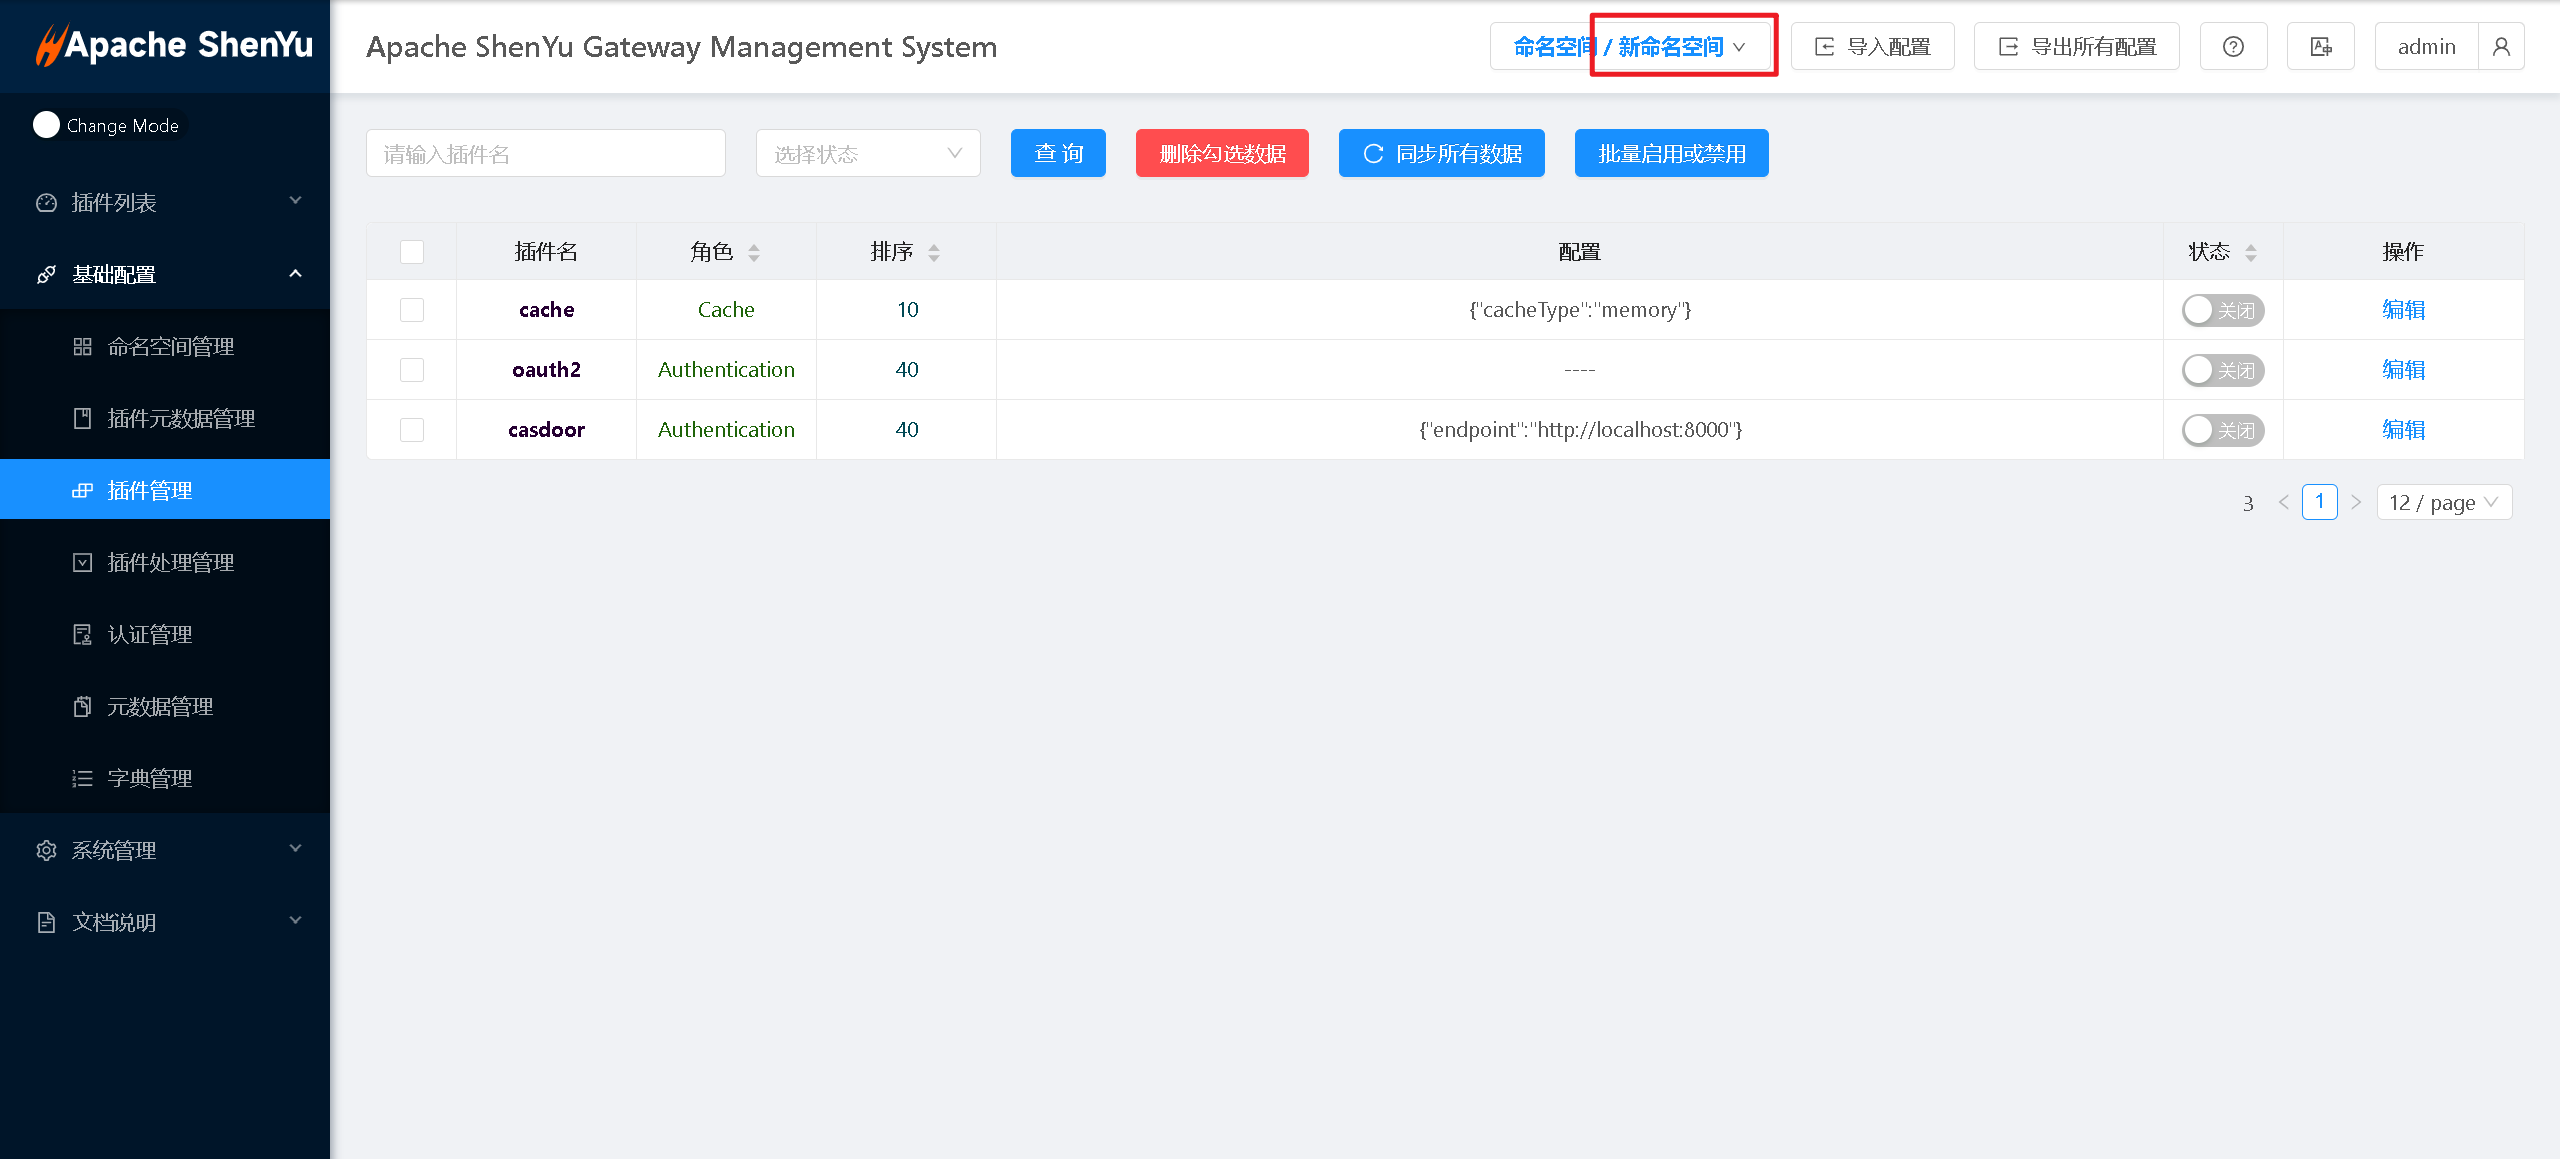 Apache ShenYu
Apache ShenYu Gateway Management System
命名空间 / 新命名空间
导入配置
导出所有配置
admin
Change Mode
插件列表
基础配置
命名空间管理
插件元数据管理
插件管理
插件处理管理
认证管理
元数据管理
字典管理
系统管理
文档说明
请输入插件名
选择状态
查 询
删除勾选数据
同步所有数据
批量启用或禁用
插件名 角色 排序 配置 状态 操作
cache Cache 10 {"cacheType":"memory"} 关闭 编辑
oauth2 Authentication 40 ---- 关闭 编辑
casdoor Authentication 40 {"endpoint":"http://localhost:8000"} 关闭 编辑
3 1 12 / page